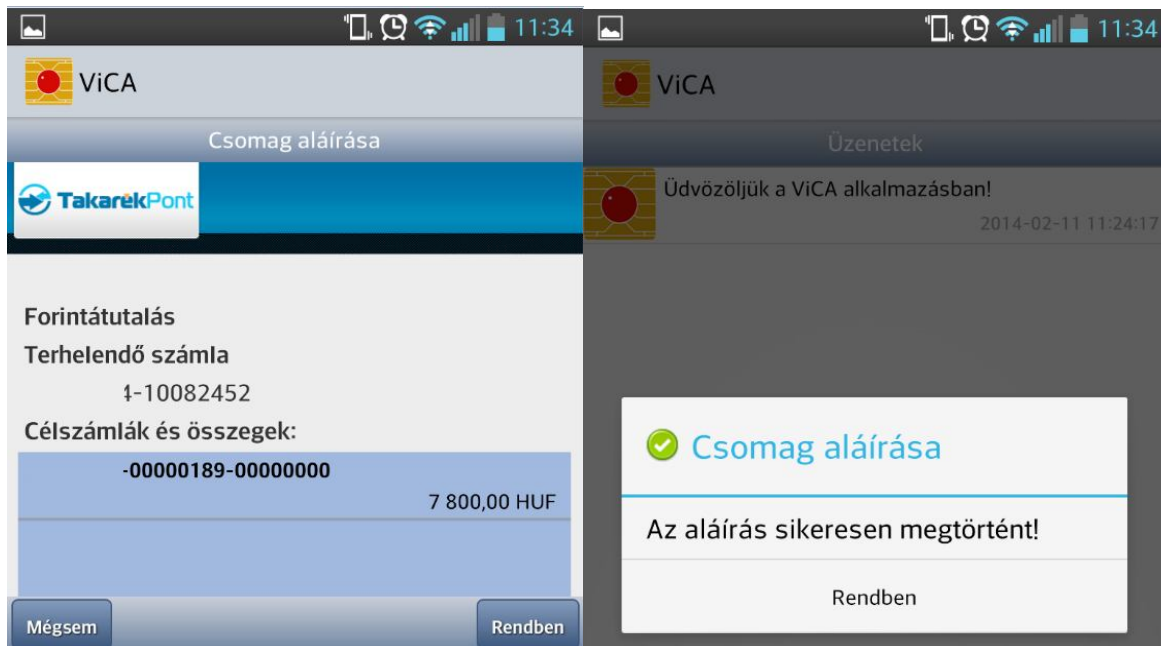 11:34
ViCA
Csomag aláírása
TakarékPont
Forintátutalás
Terhelendő számla
-10082452
Célszámlák és összegek:
-00000189-00000000
7 800,00 HUF
Mégsem
Rendben
11:34
ViCA
Üzenetek
Üdvözöljük a ViCA alkalmazásban!
2014-02-11 11:24:17
Csomag aláírása
Az aláírás sikeresen megtörtént!
Rendben